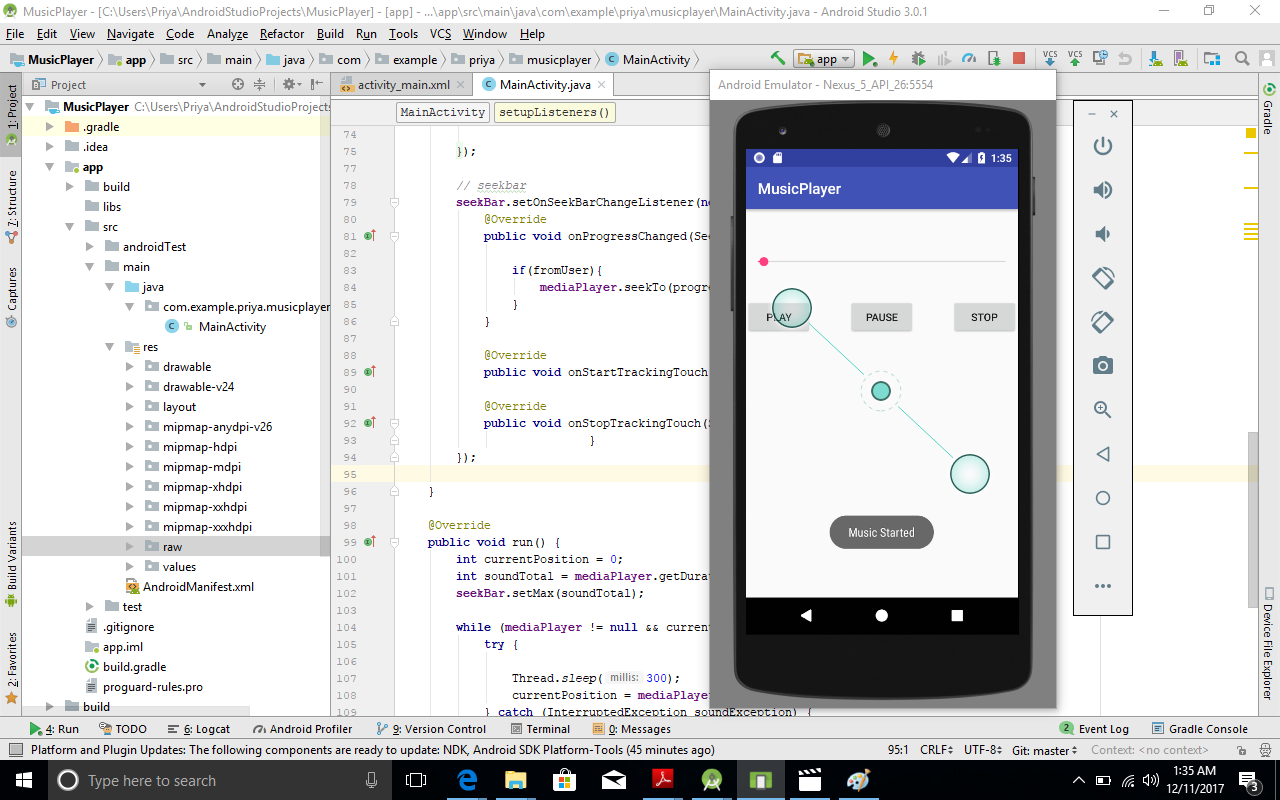 MusicPlayer - [C:\Users\Priya\AndroidStudioProjects\MusicPlayer] - [app] - ...\app\src\main\java\com\example\priya\musicplayer\MainActivity.java - Android Studio 3.0.1
File Edit View Navigate Code Analyze Refactor Build Run Tools VCS Window Help
MusicPlayer app src main java com example priya musicplayer MainActivity app VCS VCS
Project
activity_main.xml MainActivity.java
MainActivity setupListeners()
1: Project
7: Structure
Captures
Build Variants
2: Favorites
MusicPlayer C:\Users\Priya\AndroidStudioProjects
.gradle
.idea
app
build
libs
src
androidTest
main
java
com.example.priya.musicplayer
MainActivity
res
drawable
drawable-v24
layout
mipmap-anydpi-v26
mipmap-hdpi
mipmap-mdpi
mipmap-xhdpi
mipmap-xxhdpi
mipmap-xxxhdpi
raw
values
AndroidManifest.xml
test
.gitignore
app.iml
build.gradle
proguard-rules.pro
build
74
75 });
77
78 // seekbar
79 seekBar.setOnSeekBarChangeListener(ne
80 @Override
81 public void onProgressChanged(See
82
83 if(fromUser){
84 mediaPlayer.seekTo(progre
85 }
86 }
87
88 @Override
89 public void onStartTrackingTouch
90
91 @Override
92 public void onStopTrackingTouch(S
93 }
94 });
95
96 }
97
98 @Override
99 public void run() {
100 int currentPosition = 0;
101 int soundTotal = mediaPlayer.getDurat
102 seekBar.setMax(soundTotal);
103
104 while (mediaPlayer != null && current
105 try {
106
107 Thread.sleep( millis: 300);
108 currentPosition = mediaPlayer
109 } catch (InterruptedException soundException) {
Android Emulator - Nexus_5_API_26:5554
1:35
MusicPlayer
PLAY PAUSE STOP
Music Started
Gradle
Device File Explorer
4: Run TODO 6: Logcat Android Profiler 9: Version Control Terminal 0: Messages 2 Event Log Gradle Console
Platform and Plugin Updates: The following components are ready to update: NDK, Android SDK Platform-Tools (45 minutes ago) 95:1 CRLF UTF-8 Git: master Context: <no context>
Type here to search
1:35 AM
12/11/2017
3